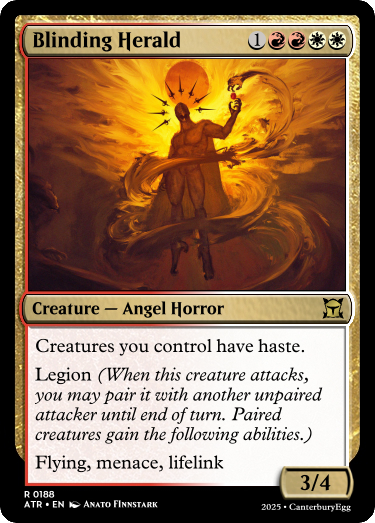 Blinding Herald 1
Creature — Angel Horror
Creatures you control have haste.
Legion (When this creature attacks,
you may pair it with another unpaired
attacker until end of turn. Paired
creatures gain the following abilities.)
Flying, menace, lifelink
3/4
R 0188
ATR • EN Anato Finnstark
2025 • CanterburyEgg